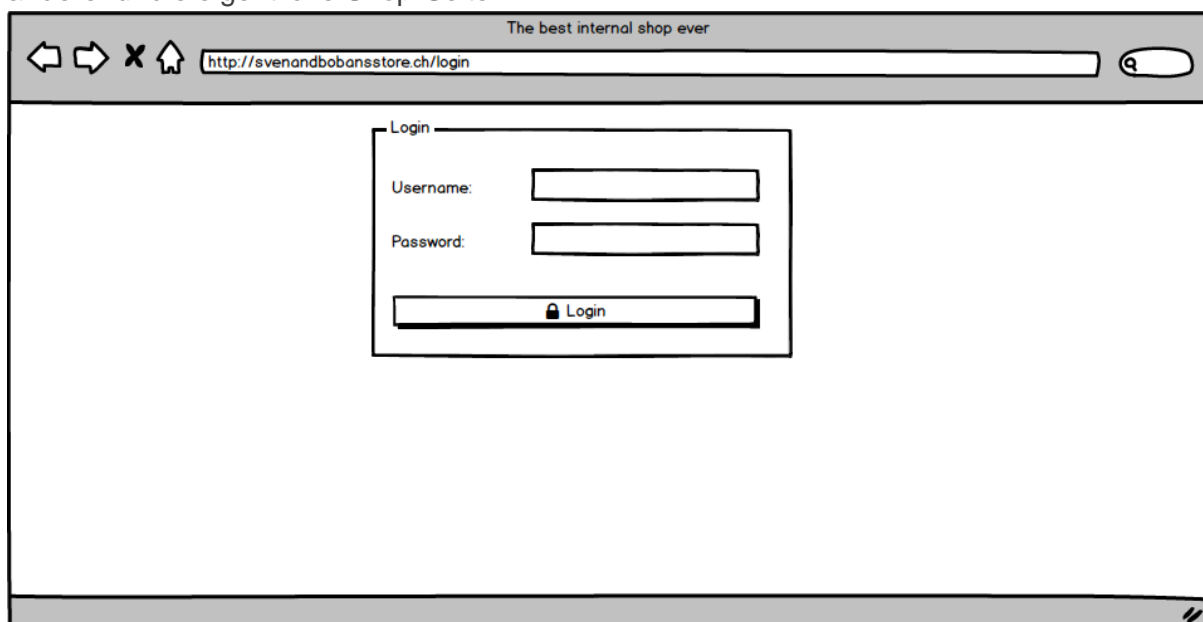 The best internal shop ever
http://svenandbobansstore.ch/login
Login
Username:
Password:
Login